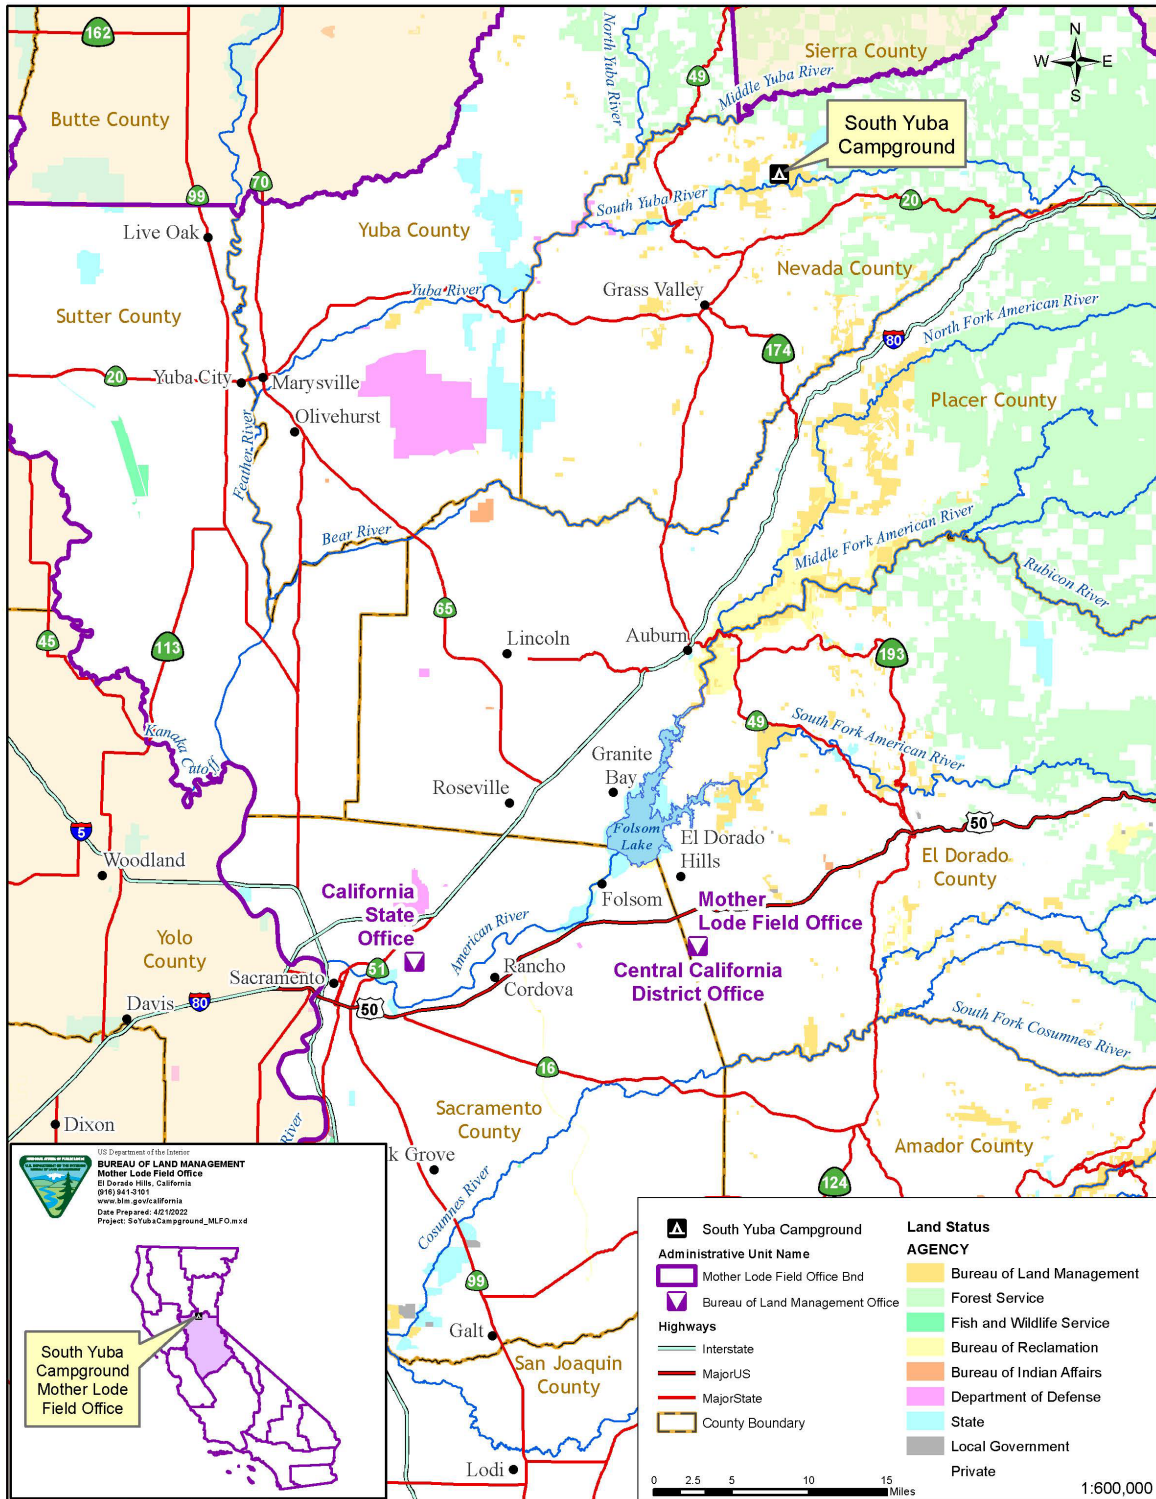 162
Butte County
99
70
Live Oak
Yuba County
Sutter County
20
Yuba City
Marysville
Olivehurst
Feather River
Yuba River
Bear River
North Yuba River
49
Middle Yuba River
Sierra County
N
W
E
S
South Yuba
Campground
South Yuba River
20
Nevada County
Grass Valley
174
80
North Fork American River
Placer County
Middle Fork American River
Rubicon River
45
113
65
Lincoln
Auburn
193
Kanaka Cutoff
49
South Fork American River
Granite
Bay
Roseville
Folsom
Lake
El Dorado
Hills
50
El Dorado
County
5
Woodland
California
State
Office
Folsom
Mother
Lode Field Office
Yolo
County
American River
Central California
District Office
Sacramento
51
Rancho
Cordova
80
Davis
50
South Fork Cosumnes River
16
Dixon
River
Sacramento
County
Amador County
k Grove
124
Cosumnes River
99
Galt
San Joaquin
County
Lodi
US Department of the Interior
BUREAU OF LAND MANAGEMENT
Mother Lode Field Office
El Dorado Hills, California
(916) 941-3101
www.blm.gov/california
Date Prepared: 4/21/2022
Project: SoYubaCampground_MLFO.mxd
South Yuba
Campground
Mother Lode
Field Office
South Yuba Campground
Administrative Unit Name
Mother Lode Field Office Bnd
Bureau of Land Management Office
Highways
Interstate
MajorUS
MajorState
County Boundary
Land Status
AGENCY
Bureau of Land Management
Forest Service
Fish and Wildlife Service
Bureau of Reclamation
Bureau of Indian Affairs
Department of Defense
State
Local Government
Private
0 2.5 5 10 15
Miles
1:600,000